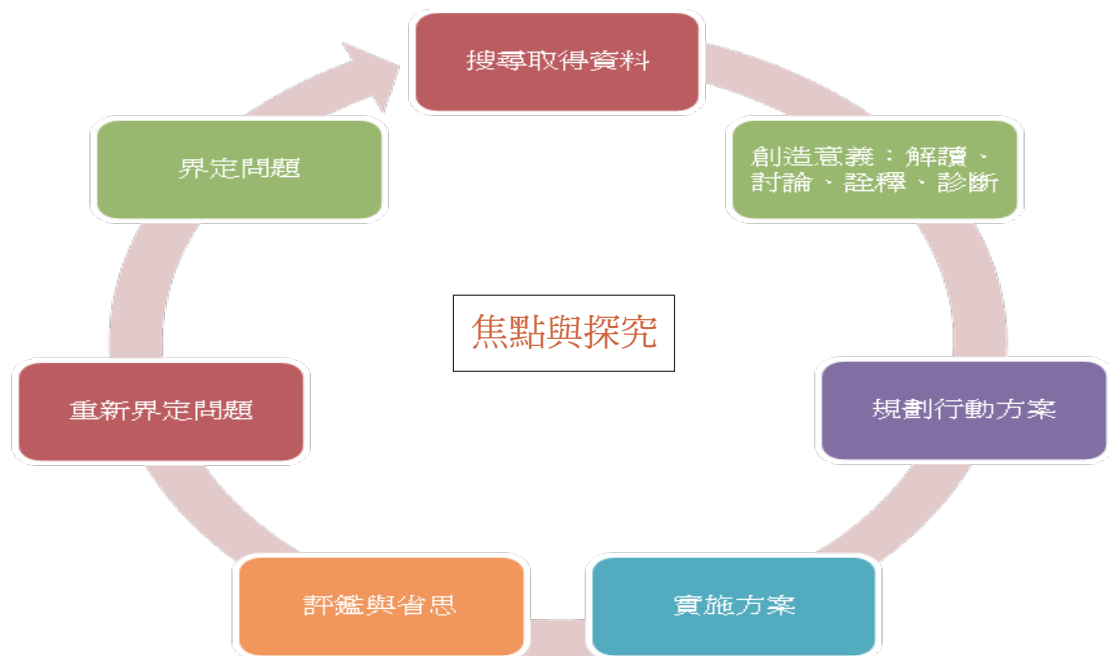 搜尋取得資料
創造意義：解讀、
討論、詮釋、診斷
規劃行動方案
實施方案
評鑑與省思
重新界定問題
界定問題
焦點與探究